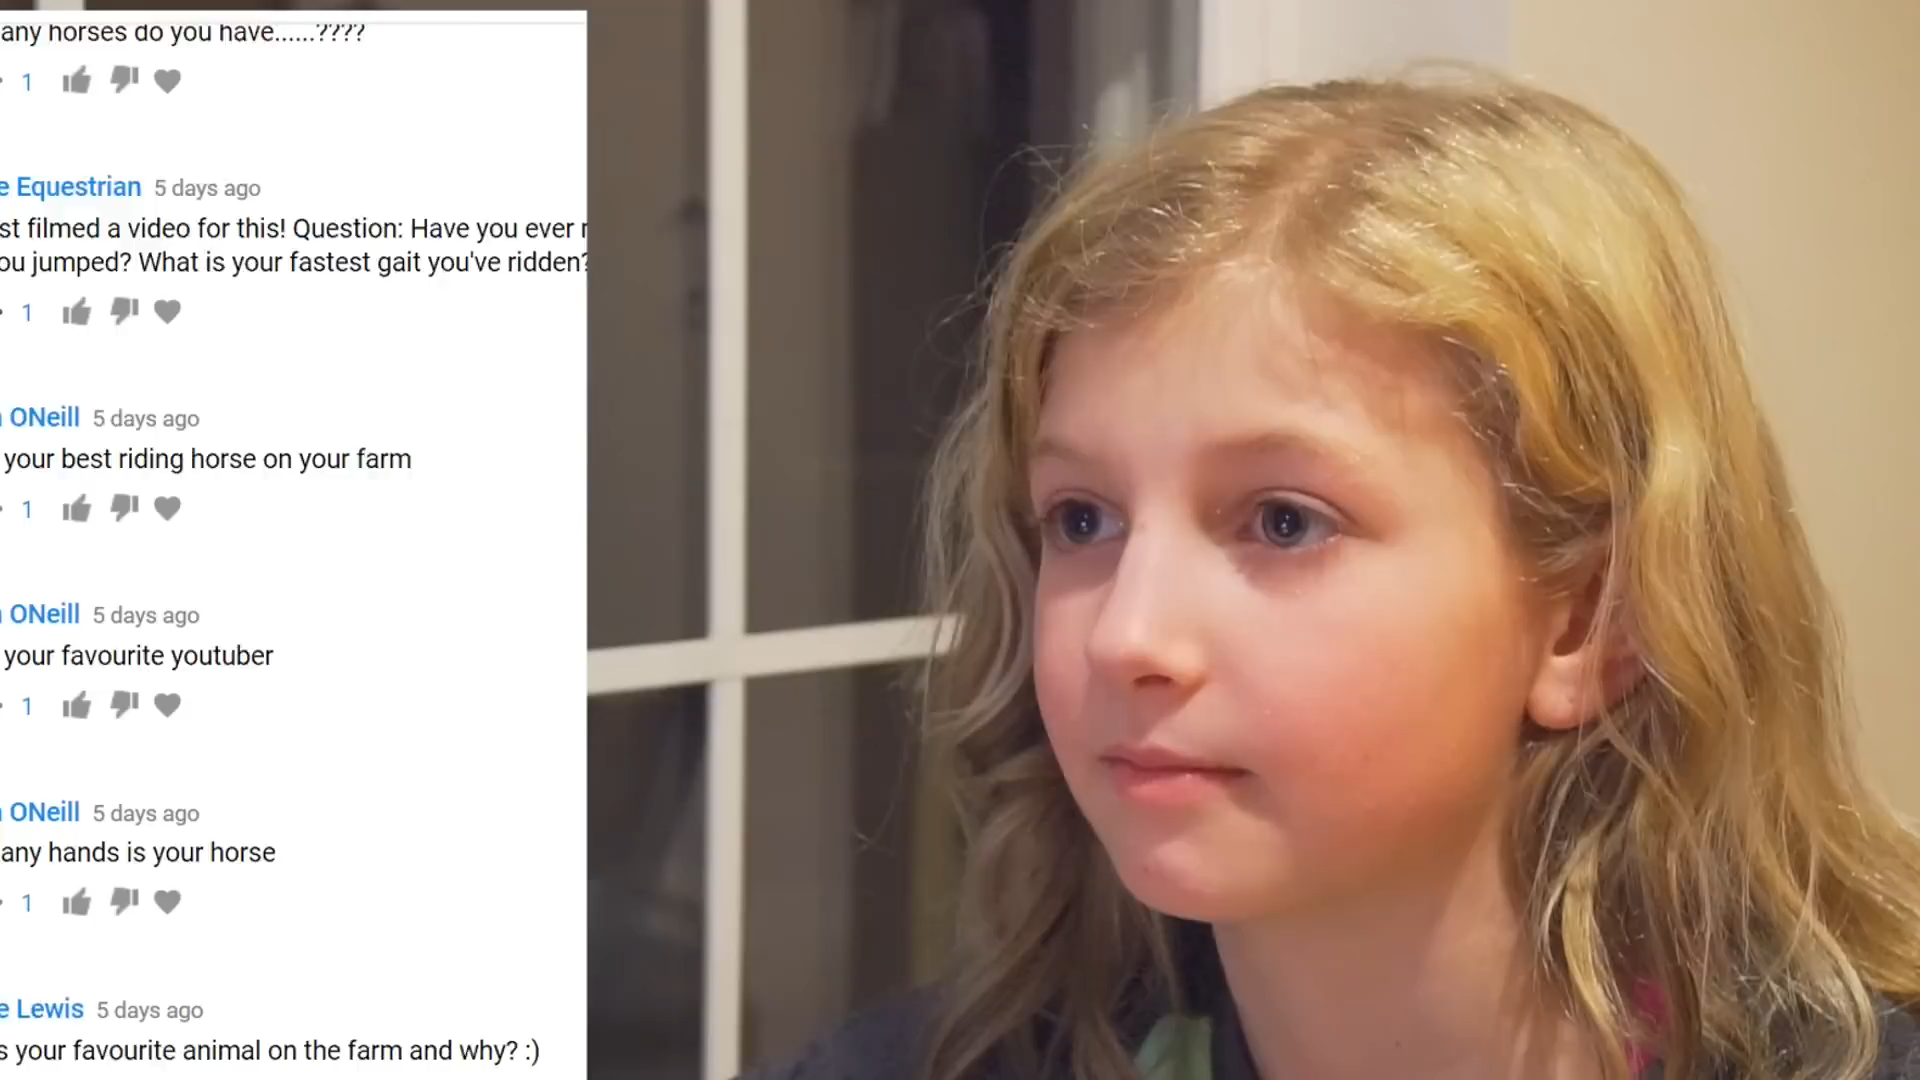 any horses do you have......????
1
Equestrian 5 days ago
st filmed a video for this! Question: Have you ever
ou jumped? What is your fastest gait you've ridden?
1
ONeill 5 days ago
your best riding horse on your farm
1
ONeill 5 days ago
your favourite youtuber
1
ONeill 5 days ago
any hands is your horse
1
e Lewis 5 days ago
s your favourite animal on the farm and why? :)